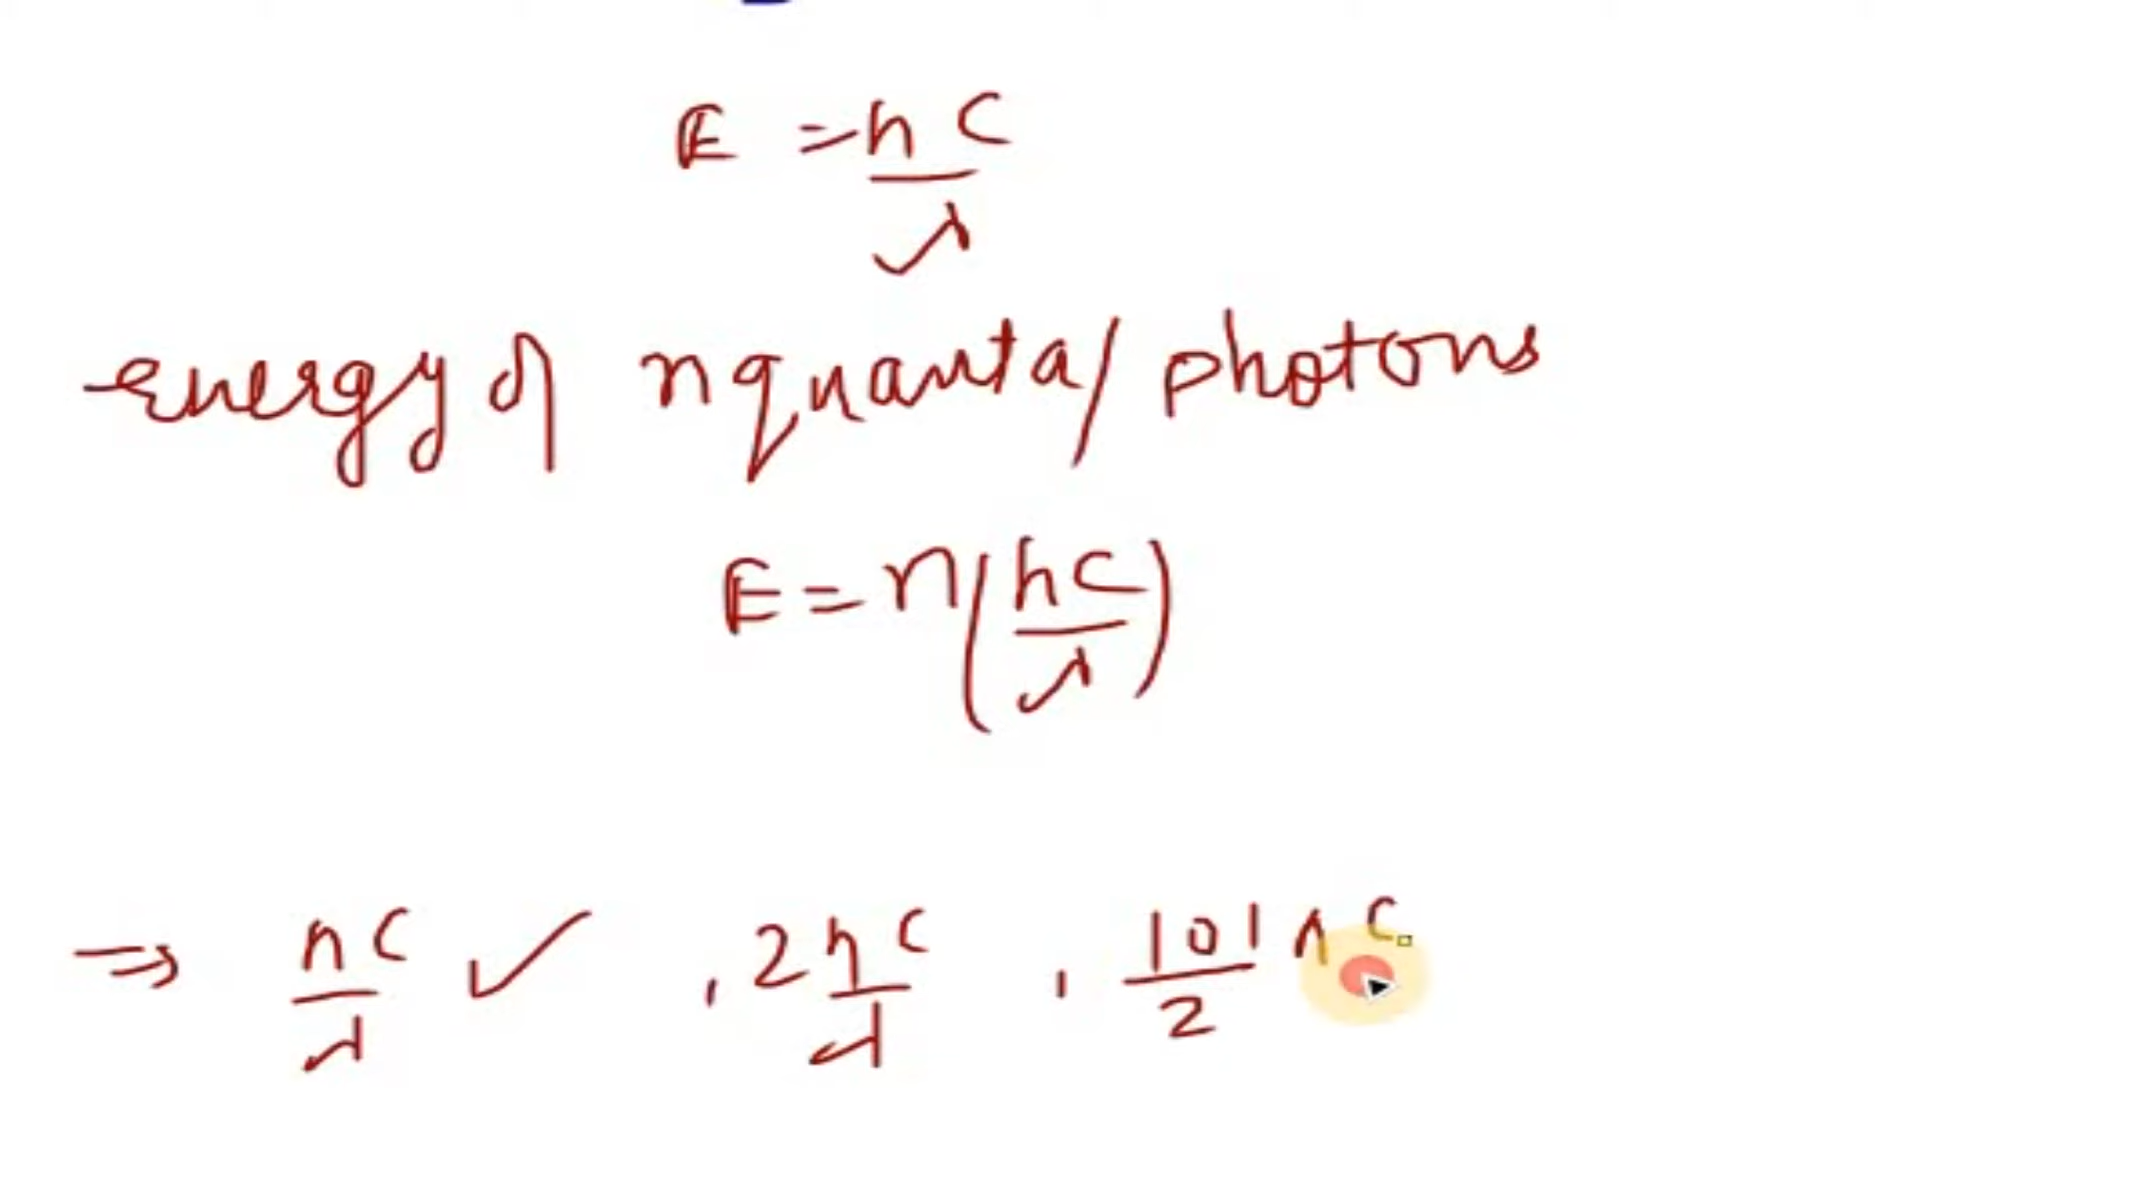 E = hc/λ
energy of n quanta/photons
E = n(hc/λ)
⇒ hc/λ ✓, 2hc/λ, 101/2 hc